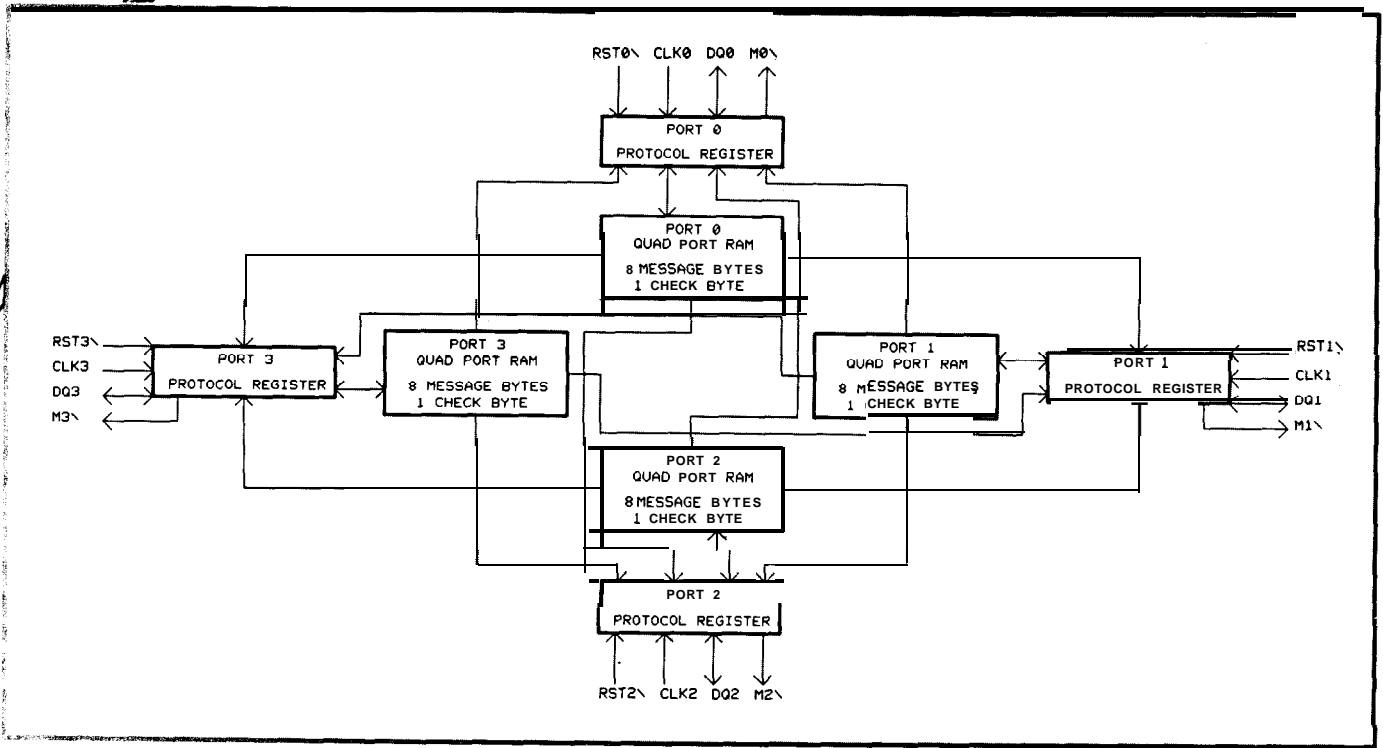 RST0\ CLK0 DQ0 M0\
PORT 0
PROTOCOL REGISTER
PORT 0
QUAD PORT RAM
8 MESSAGE BYTES
1 CHECK BYTE
RST3\
CLK3
DQ3
M3\
PORT 3
PROTOCOL REGISTER
PORT 3
QUAD PORT RAM
8 MESSAGE BYTES
1 CHECK BYTE
PORT 1
QUAD PORT RAM
8 MESSAGE BYTES
1 CHECK BYTE
PORT 1
PROTOCOL REGISTER
RST1\
CLK1
DQ1
M1\
PORT 2
QUAD PORT RAM
8 MESSAGE BYTES
1 CHECK BYTE
PORT 2
PROTOCOL REGISTER
RST2\ CLK2 DQ2 M2\